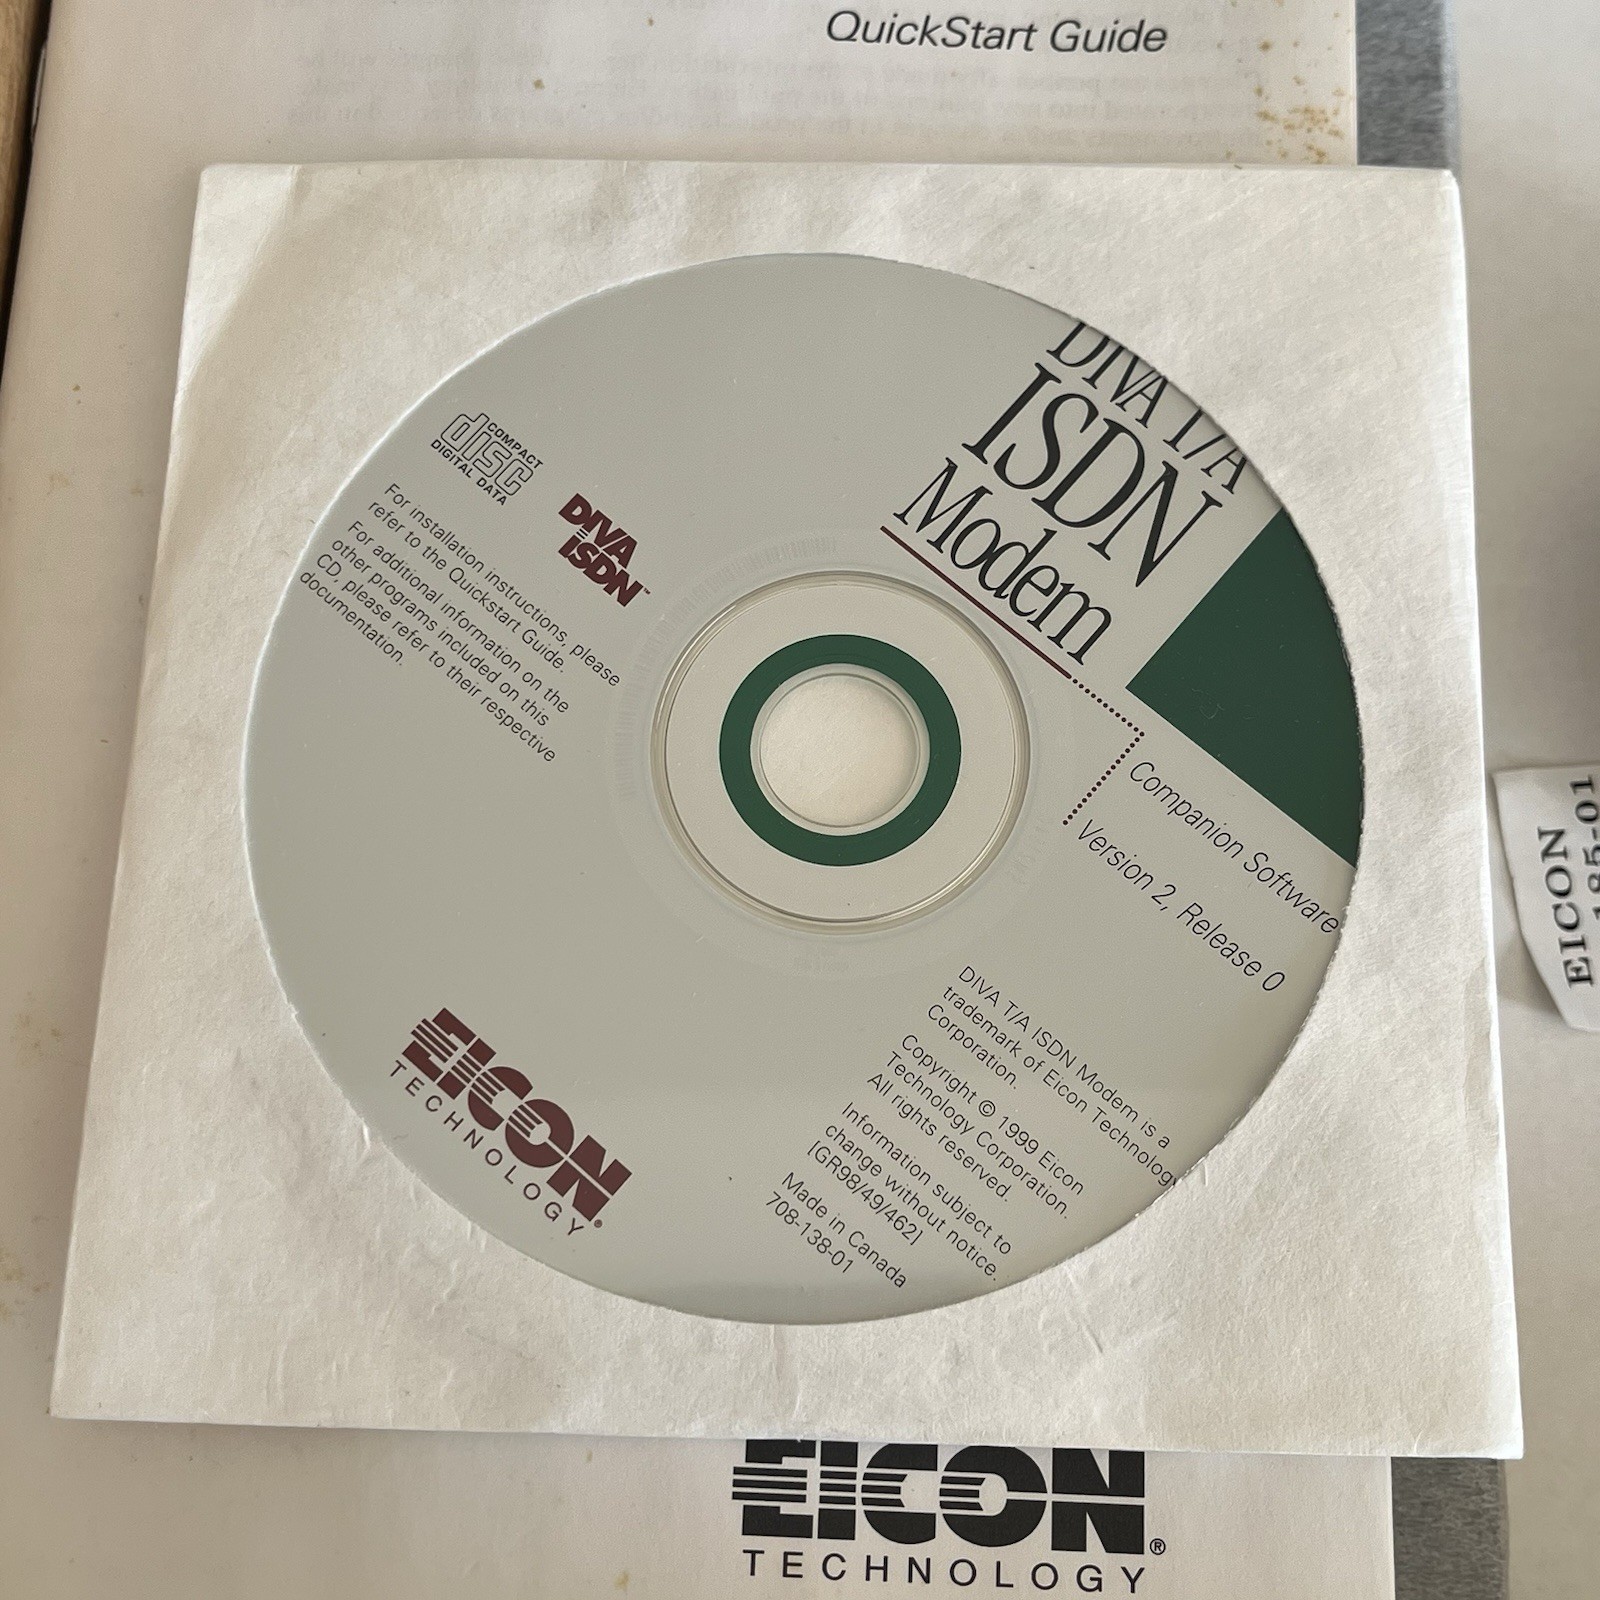 QuickStart Guide
DIVA T/A
ISDN
Modem
COMPACT
disc
DIGITAL DATA
DIVA
ISDN™
For installation instructions, please
refer to the Quickstart Guide.
For additional information on the
other programs included on this
CD, please refer to their respective
documentation.
Companion Software
Version 2, Release 0
DIVA T/A ISDN Modem is a
trademark of Eicon Technology
Corporation.
Copyright © 1999 Eicon
Technology Corporation.
All rights reserved.
Information subject to
change without notice.
[GR98/49/462]
Made in Canada
708-138-01
EICON®
TECHNOLOGY
EICON
185-01
EICON®
TECHNOLOGY